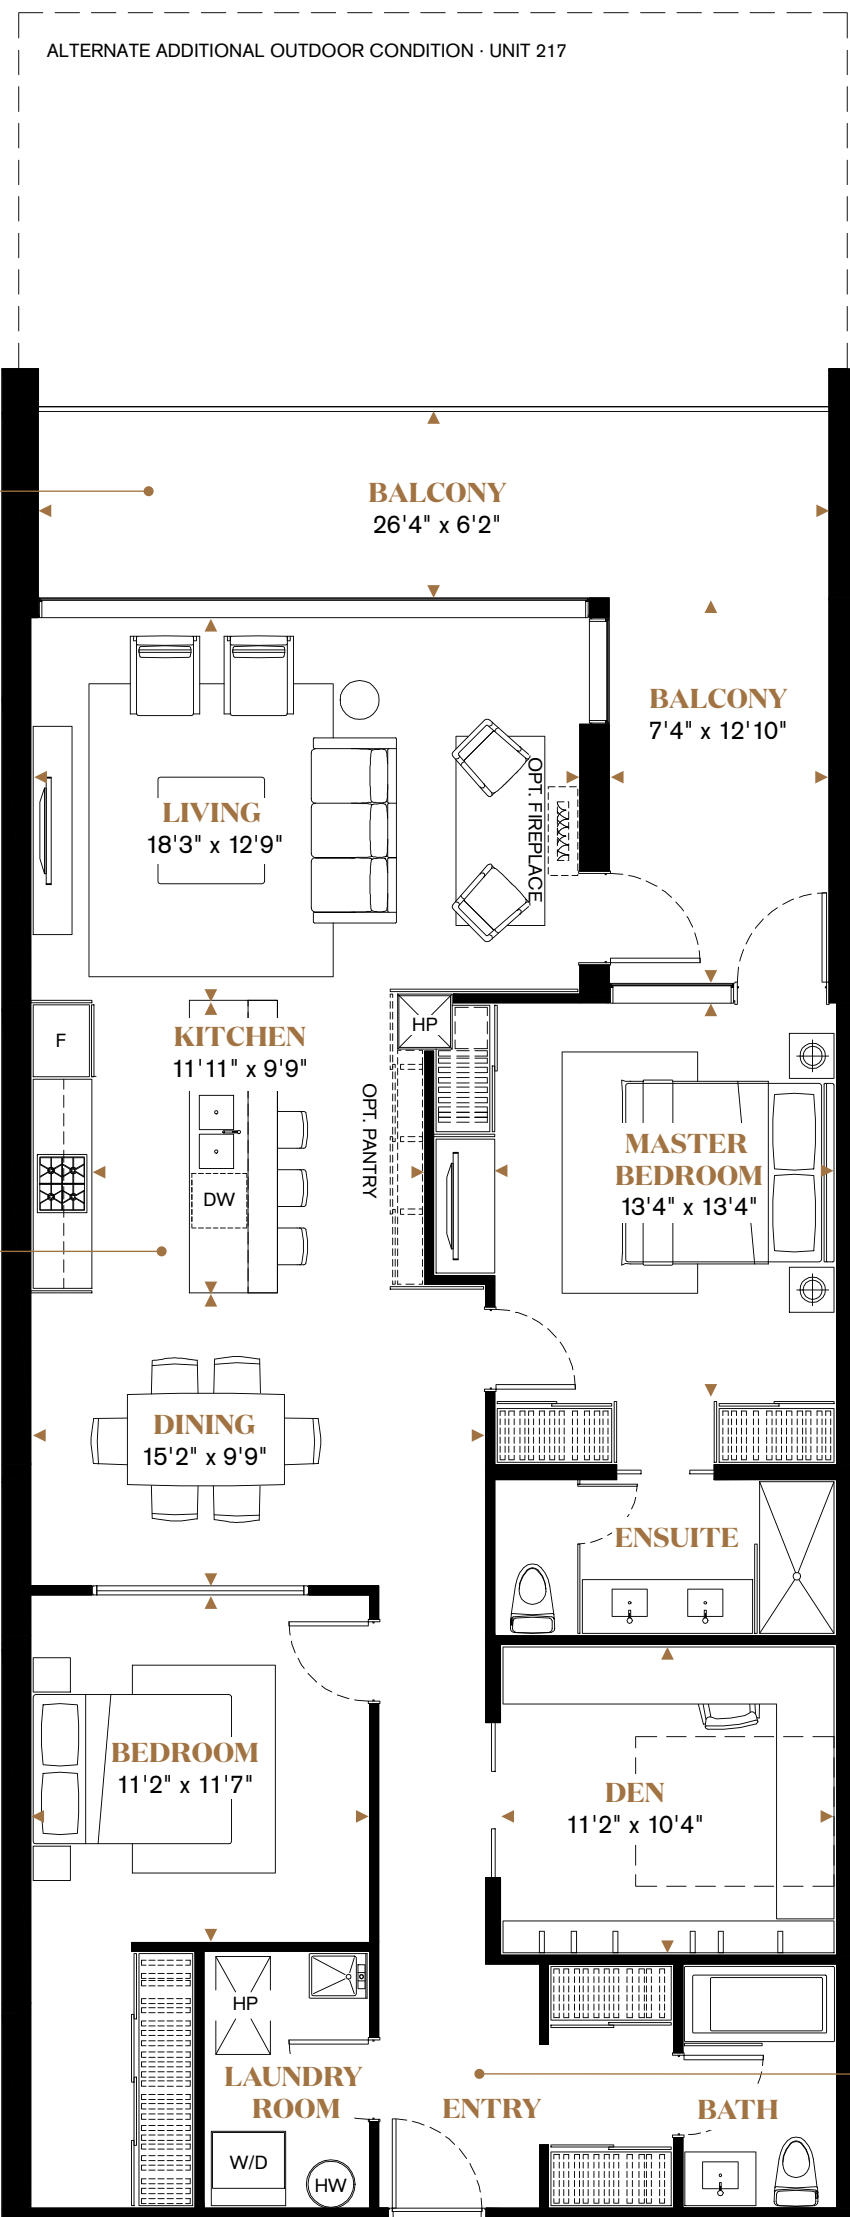 ALTERNATE ADDITIONAL OUTDOOR CONDITION · UNIT 217
BALCONY
26'4" x 6'2"
BALCONY
7'4" x 12'10"
OPT. FIREPLACE
LIVING
18'3" x 12'9"
HP
F
KITCHEN
11'11" x 9'9"
OPT. PANTRY
DW
MASTER
BEDROOM
13'4" x 13'4"
DINING
15'2" x 9'9"
ENSUITE
BEDROOM
11'2" x 11'7"
DEN
11'2" x 10'4"
HP
LAUNDRY
ROOM
ENTRY
BATH
W/D
HW